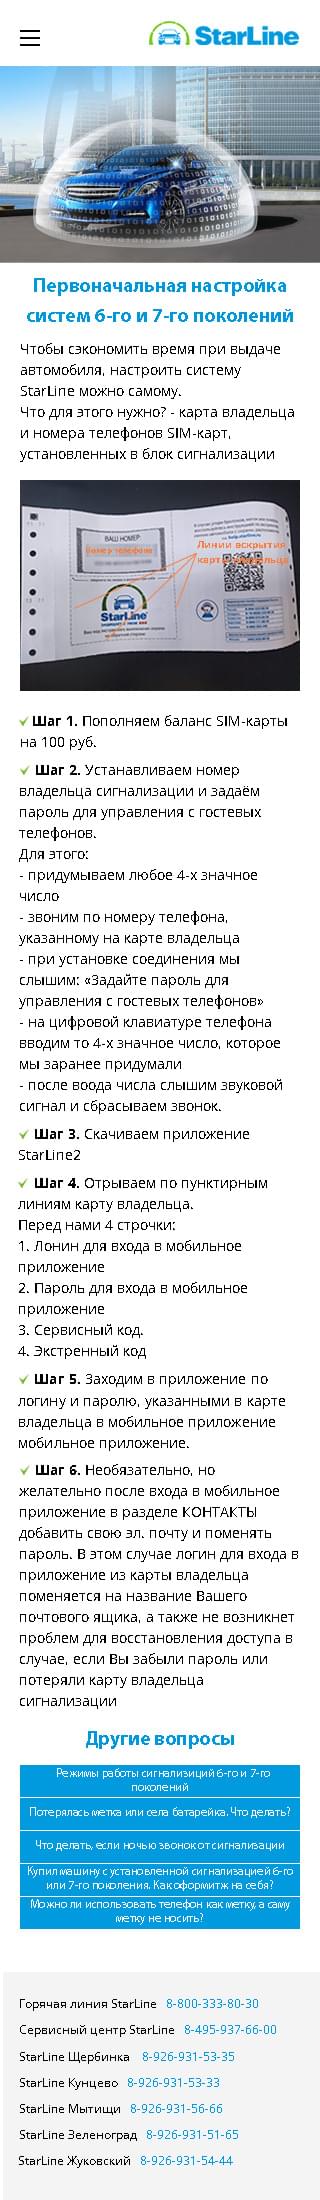 StarLine
Первоначальная настройка
систем 6-го и 7-го поколений
Чтобы сэкономить время при выдаче
автомобиля, настроить систему
StarLine можно самому.
Что для этого нужно? - карта владельца
и номера телефонов SIM-карт,
установленных в блок сигнализации
ВАШ НОМЕР
Номер телефона
Линии вскрытия
карты владельца
StarLine
Шаг 1. Пополняем баланс SIM-карты
на 100 руб.
Шаг 2. Устанавливаем номер
владельца сигнализации и задаём
пароль для управления с гостевых
телефонов.
Для этого:
- придумываем любое 4-х значное
число
- звоним по номеру телефона,
указанному на карте владельца
- при установке соединения мы
слышим: «Задайте пароль для
управления с гостевых телефонов»
- на цифровой клавиатуре телефона
вводим то 4-х значное число, которое
мы заранее придумали
- после воода числа слышим звуковой
сигнал и сбрасываем звонок.
Шаг 3. Скачиваем приложение
StarLine2
Шаг 4. Отрываем по пунктирным
линиям карту владельца.
Перед нами 4 строчки:
1. Лонин для входа в мобильное
приложение
2. Пароль для входа в мобильное
приложение
3. Сервисный код.
4. Экстренный код
Шаг 5. Заходим в приложение по
логину и паролю, указанными в карте
владельца в мобильное приложение
мобильное приложение.
Шаг 6. Необязательно, но
желательно после входа в мобильное
приложение в разделе КОНТАКТЫ
добавить свою эл. почту и поменять
пароль. В этом случае логин для входа в
приложение из карты владельца
поменяется на название Вашего
почтового ящика, а также не возникнет
проблем для восстановления доступа в
случае, если Вы забыли пароль или
потеряли карту владельца
сигнализации
Другие вопросы
Режимы работы сигнализиций 6-го и 7-го
поколений
Потерялась метка или села батарейка. Что делать?
Что делать, если ночью звонок от сигнализации
Купил машину с установленной сигнализацией 6-го
или 7-го поколения. Как оформитж на себя?
Можно ли использовать телефон как метку, а саму
метку не носить?
Горячая линия StarLine 8-800-333-80-30
Сервисный центр StarLine 8-495-937-66-00
StarLine Щербинка 8-926-931-53-35
StarLine Кунцево 8-926-931-53-33
StarLine Мытищи 8-926-931-56-66
StarLine Зеленоград 8-926-931-51-65
StarLine Жуковский 8-926-931-54-44